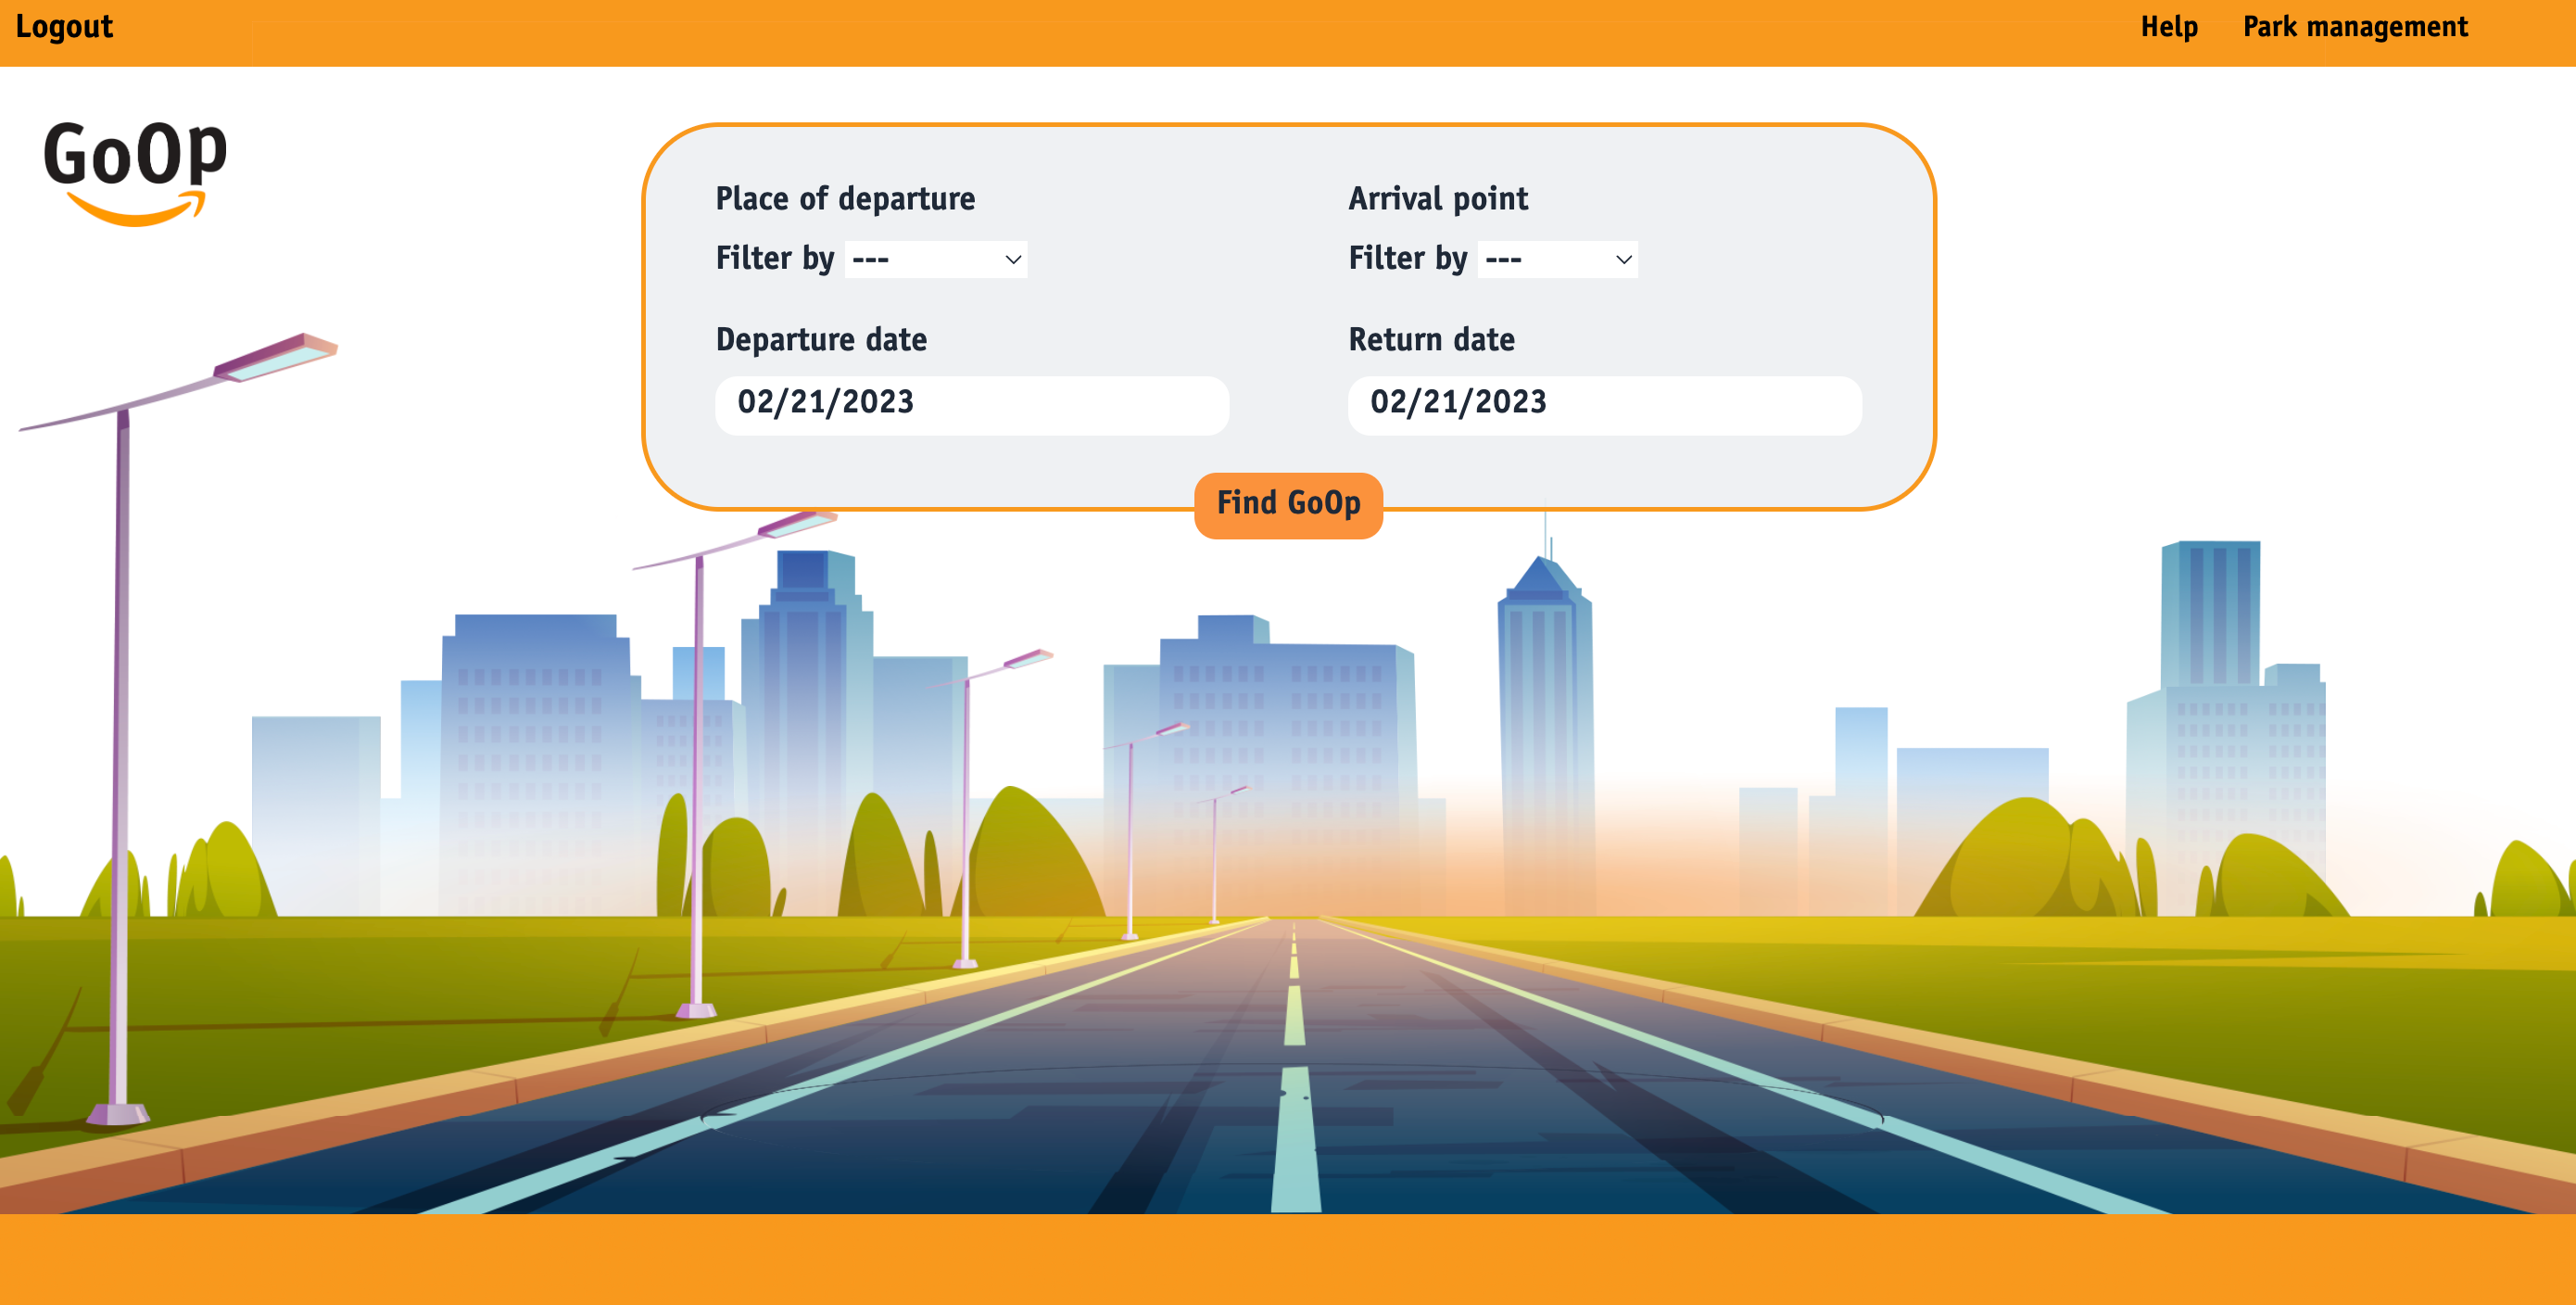 Logout
Help
Park management
GoOp
Place of departure
Arrival point
Filter by ---
Filter by ---
Departure date
Return date
02/21/2023
02/21/2023
Find GoOp